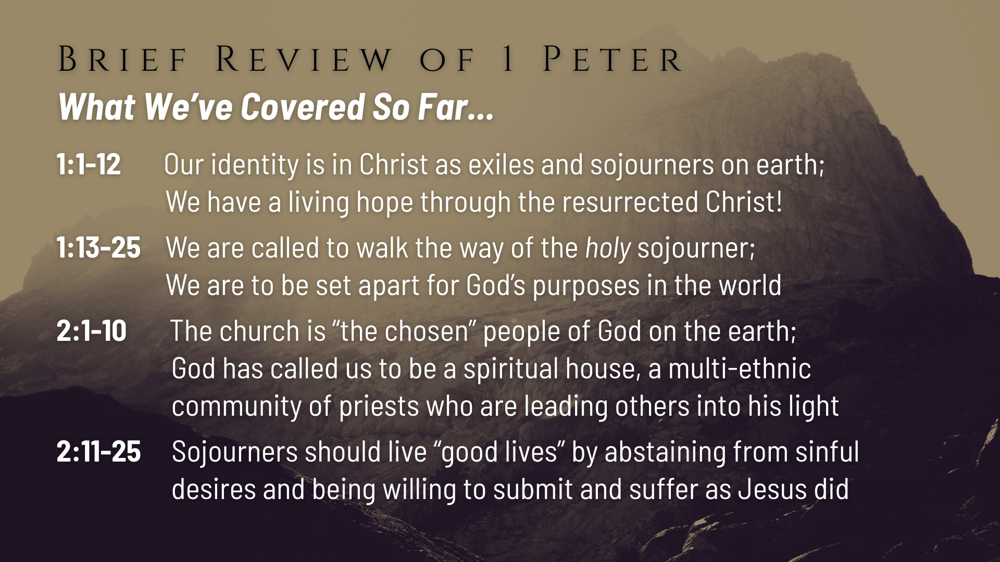 Brief Review of 1 Peter
What We’ve Covered So Far...
1:1-12 Our identity is in Christ as exiles and sojourners on earth;
We have a living hope through the resurrected Christ!
1:13-25 We are called to walk the way of the holy sojourner;
We are to be set apart for God’s purposes in the world
2:1-10 The church is “the chosen” people of God on the earth;
God has called us to be a spiritual house, a multi-ethnic
community of priests who are leading others into his light
2:11-25 Sojourners should live “good lives” by abstaining from sinful
desires and being willing to submit and suffer as Jesus did